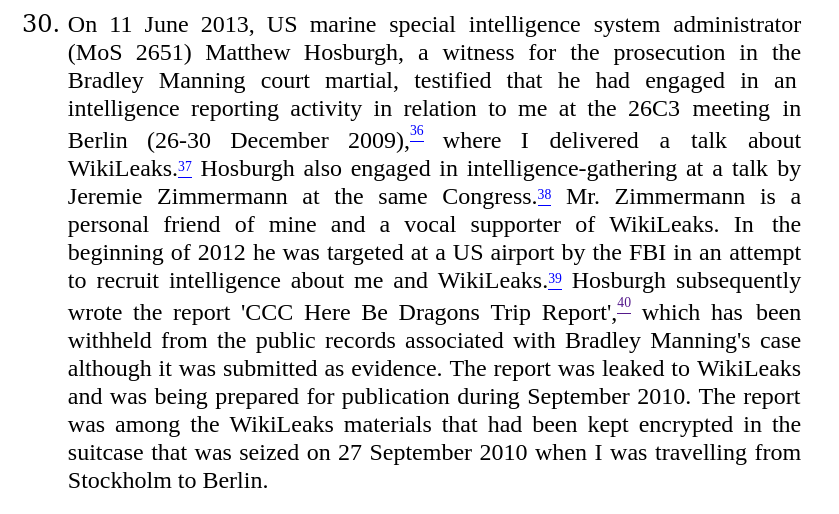 30. On 11 June 2013, US marine special intelligence system administrator
(MoS 2651) Matthew Hosburgh, a witness for the prosecution in the
Bradley Manning court martial, testified that he had engaged in an
intelligence reporting activity in relation to me at the 26C3 meeting in
Berlin (26-30 December 2009),36 where I delivered a talk about
WikiLeaks.37 Hosburgh also engaged in intelligence-gathering at a talk by
Jeremie Zimmermann at the same Congress.38 Mr. Zimmermann is a
personal friend of mine and a vocal supporter of WikiLeaks. In the
beginning of 2012 he was targeted at a US airport by the FBI in an attempt
to recruit intelligence about me and WikiLeaks.39 Hosburgh subsequently
wrote the report 'CCC Here Be Dragons Trip Report',40 which has been
withheld from the public records associated with Bradley Manning's case
although it was submitted as evidence. The report was leaked to WikiLeaks
and was being prepared for publication during September 2010. The report
was among the WikiLeaks materials that had been kept encrypted in the
suitcase that was seized on 27 September 2010 when I was travelling from
Stockholm to Berlin.